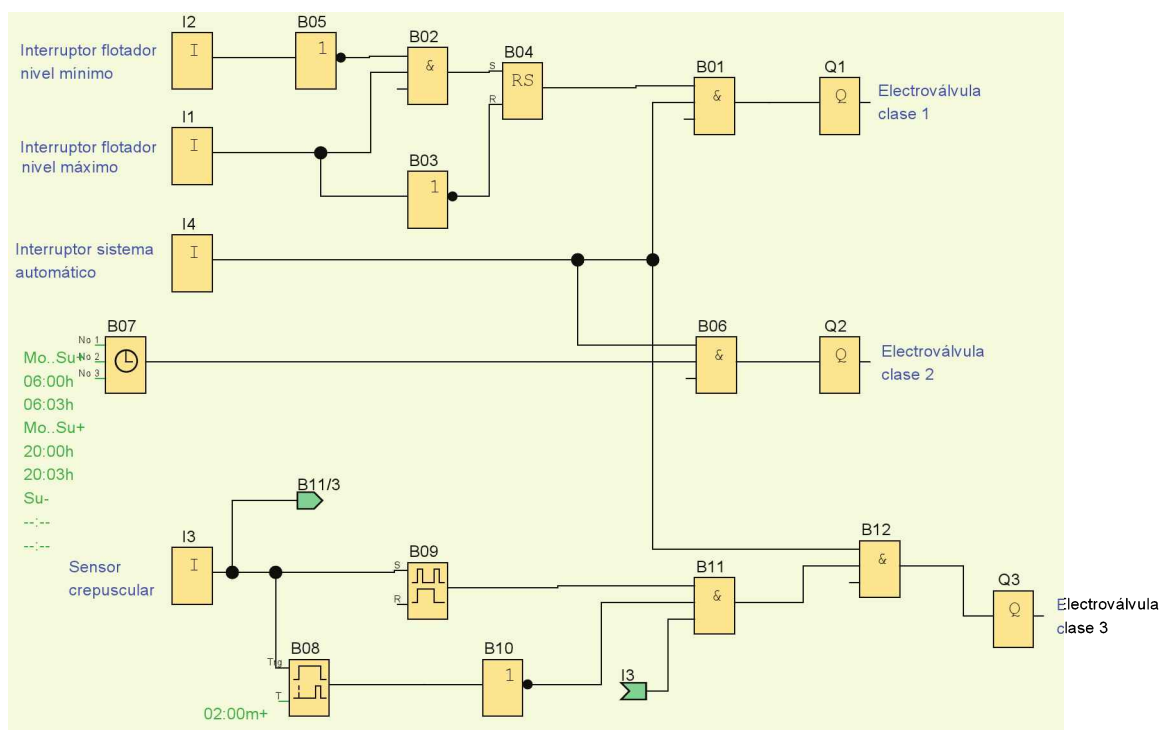 I2
I
Interruptor flotador
nivel mínimo
B05
1
B02
&
B04
S
RS
R
B01
&
Q1
Q
Electroválvula
clase 1
I1
I
Interruptor flotador
nivel máximo
B03
1
I4
I
Interruptor sistema
automático
B07
No 1
No 2
No 3
Mo..Su+
06:00h
06:03h
Mo..Su+
20:00h
20:03h
Su-
--:--
--:--
B06
&
Q2
Q
Electroválvula
clase 2
B11/3
I3
I
Sensor
crepuscular
B09
S
R
B11
&
B12
&
Q3
Q
Electroválvula
clase 3
B08
Trg
T
02:00m+
B10
1
I3